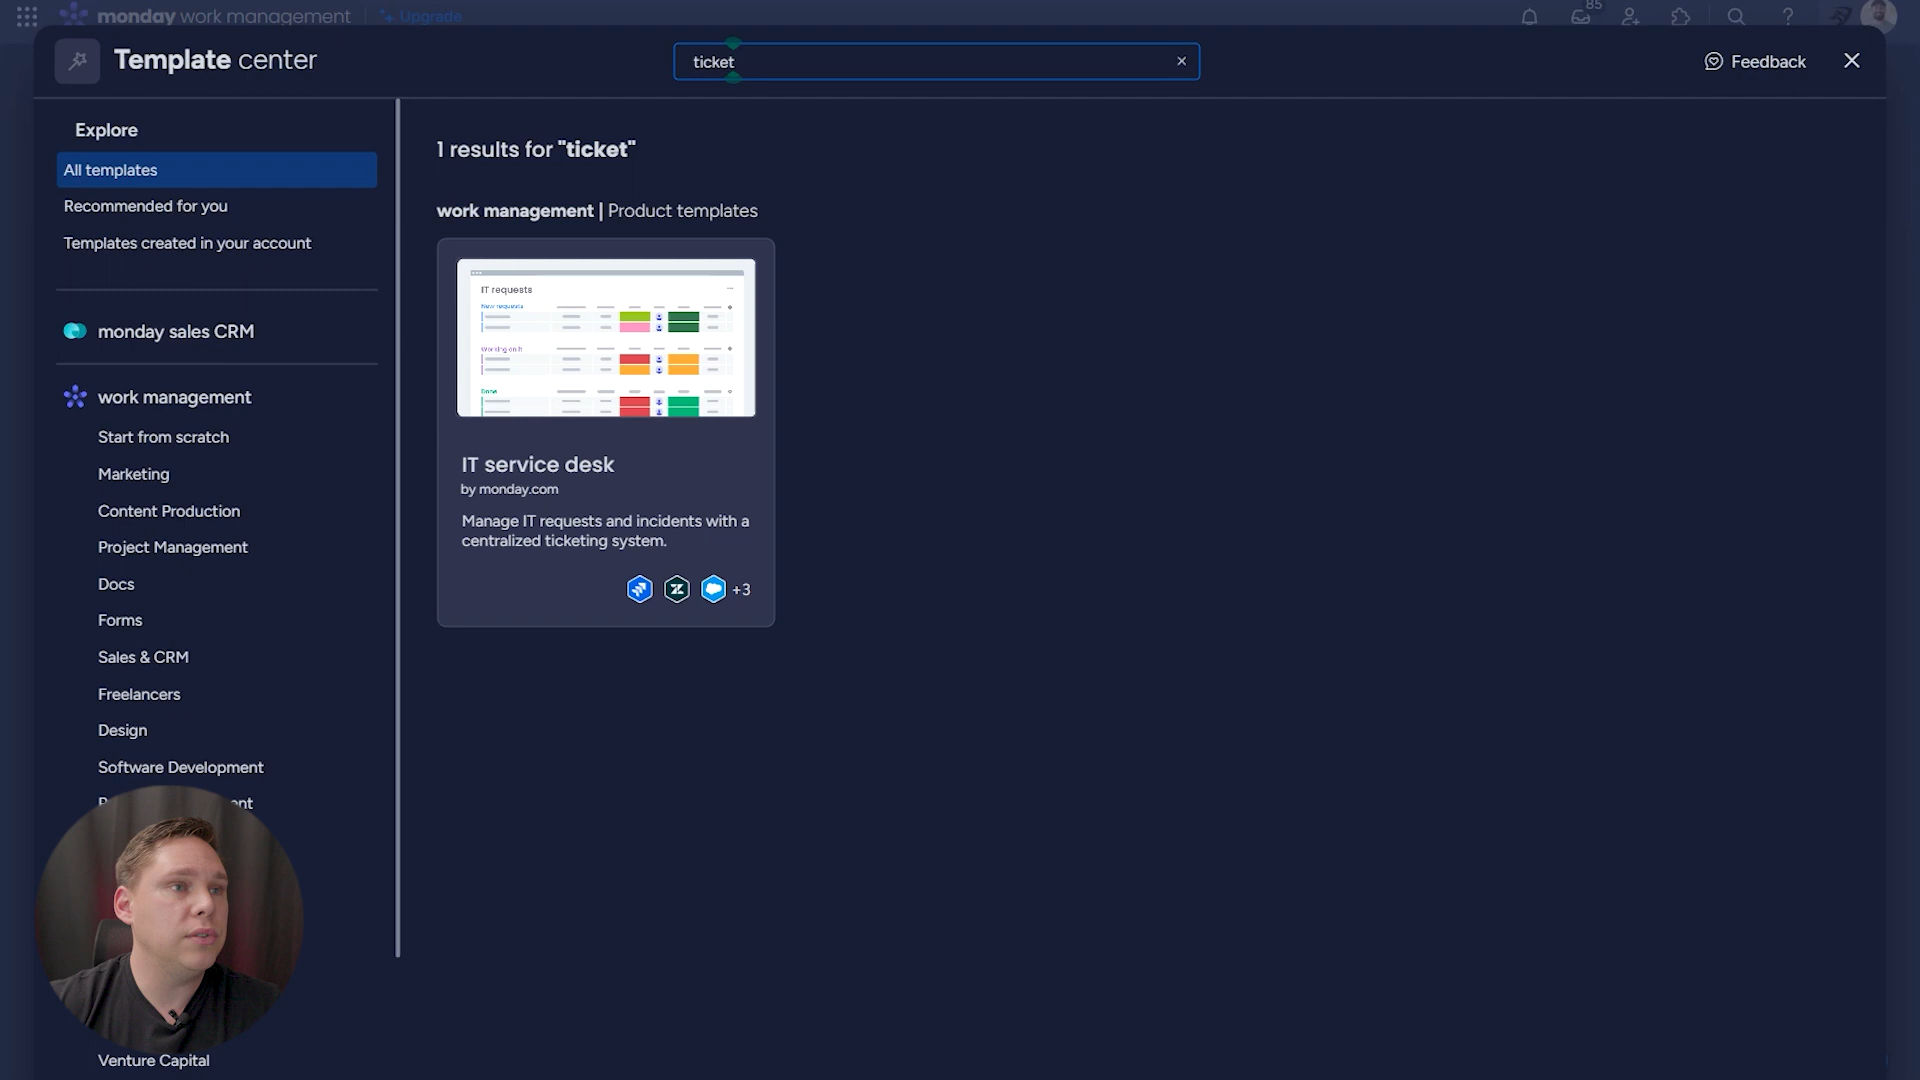 monday work management
Upgrade
85
Template center
ticket
Feedback
Explore
All templates
Recommended for you
Templates created in your account
monday sales CRM
work management
Start from scratch
Marketing
Content Production
Project Management
Docs
Forms
Sales & CRM
Freelancers
Design
Software Development
Venture Capital
1 results for "ticket"
work management | Product templates
IT requests
New requests
Working on it
Done
IT service desk
by monday.com
Manage IT requests and incidents with a
centralized ticketing system.
+3